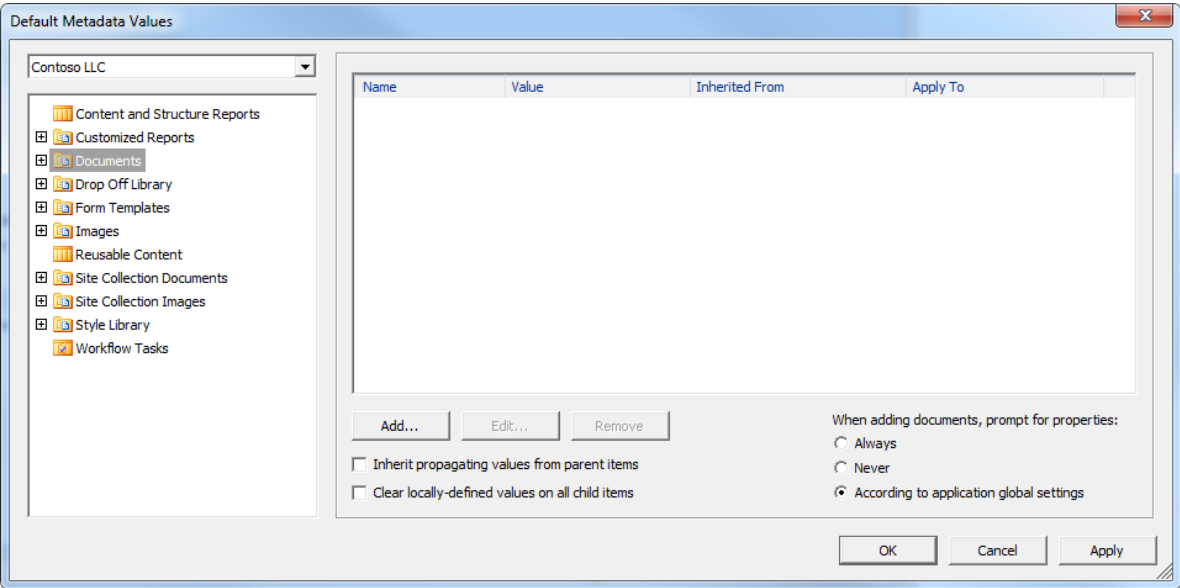 Default Metadata Values
Contoso LLC
Content and Structure Reports
Customized Reports
Documents
Drop Off Library
Form Templates
Images
Reusable Content
Site Collection Documents
Site Collection Images
Style Library
Workflow Tasks
Name Value Inherited From Apply To
Add... Edit... Remove
Inherit propagating values from parent items
Clear locally-defined values on all child items
When adding documents, prompt for properties:
Always
Never
According to application global settings
OK Cancel Apply